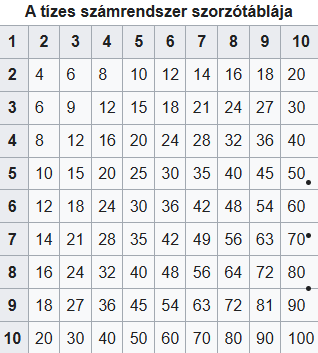 A tízes számrendszer szorzótáblája
1 2 3 4 5 6 7 8 9 10
2 4 6 8 10 12 14 16 18 20
3 6 9 12 15 18 21 24 27 30
4 8 12 16 20 24 28 32 36 40
5 10 15 20 25 30 35 40 45 50
6 12 18 24 30 36 42 48 54 60
7 14 21 28 35 42 49 56 63 70
8 16 24 32 40 48 56 64 72 80
9 18 27 36 45 54 63 72 81 90
10 20 30 40 50 60 70 80 90 100